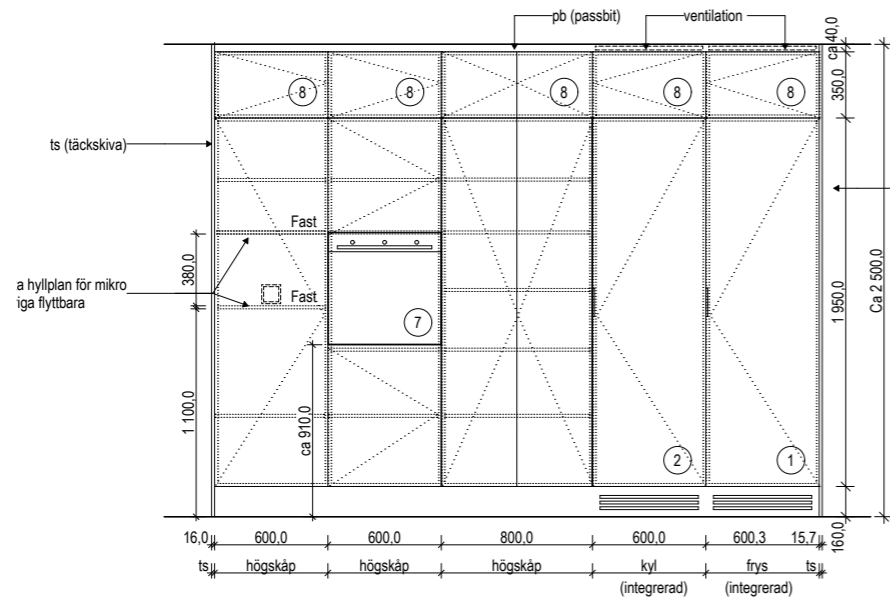 pb (passbit)
ventilation
ca 40,0
8
8
8
8
8
350,0
ts (täckskiva)
Fast
380,0
a hyllplan för mikro
iga flyttbara
Fast
7
1 950,0
Ca 2 500,0
1 100,0
ca 910,0
2
1
160,0
16,0
600,0
600,0
800,0
600,0
600,3
15,7
ts
högskåp
högskåp
högskåp
kyl
(integrerad)
frys
(integrerad)
ts